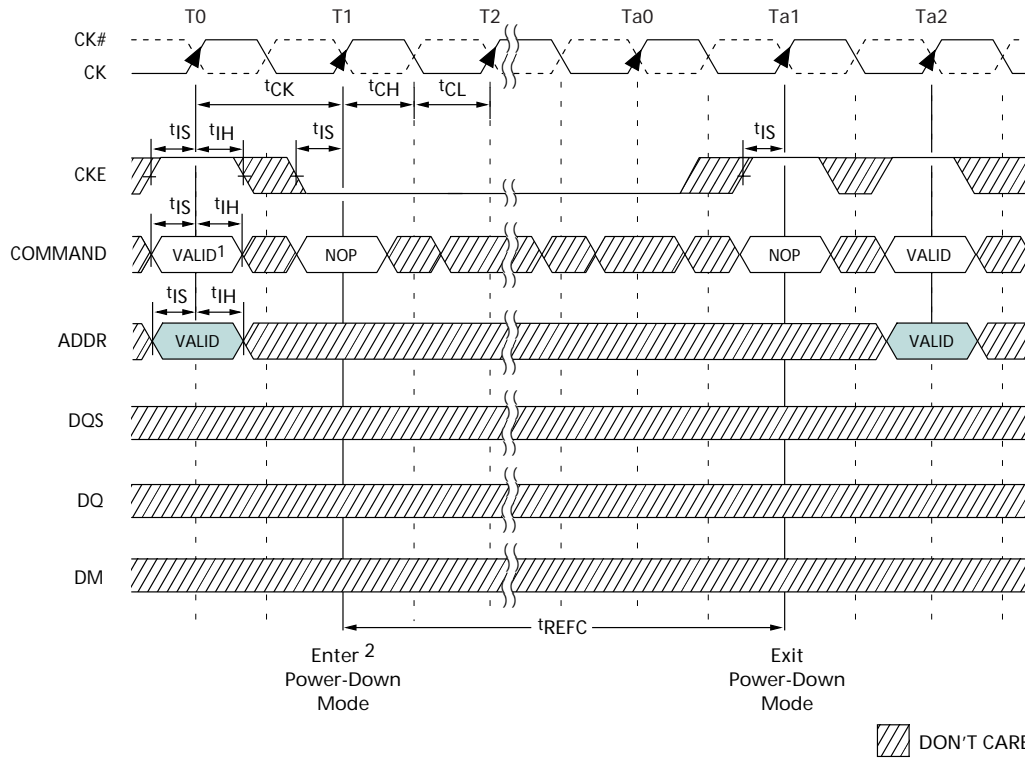 T0 T1 T2 Ta0 Ta1 Ta2
CK#
CK
tCK tCH tCL
tIS tIH tIS tIS
CKE
tIS tIH
COMMAND VALID1 NOP NOP VALID
tIS tIH
ADDR VALID VALID
DQS
DQ
DM
tREFC
Enter 2 Exit
Power-Down Power-Down
Mode Mode
DON'T CARE